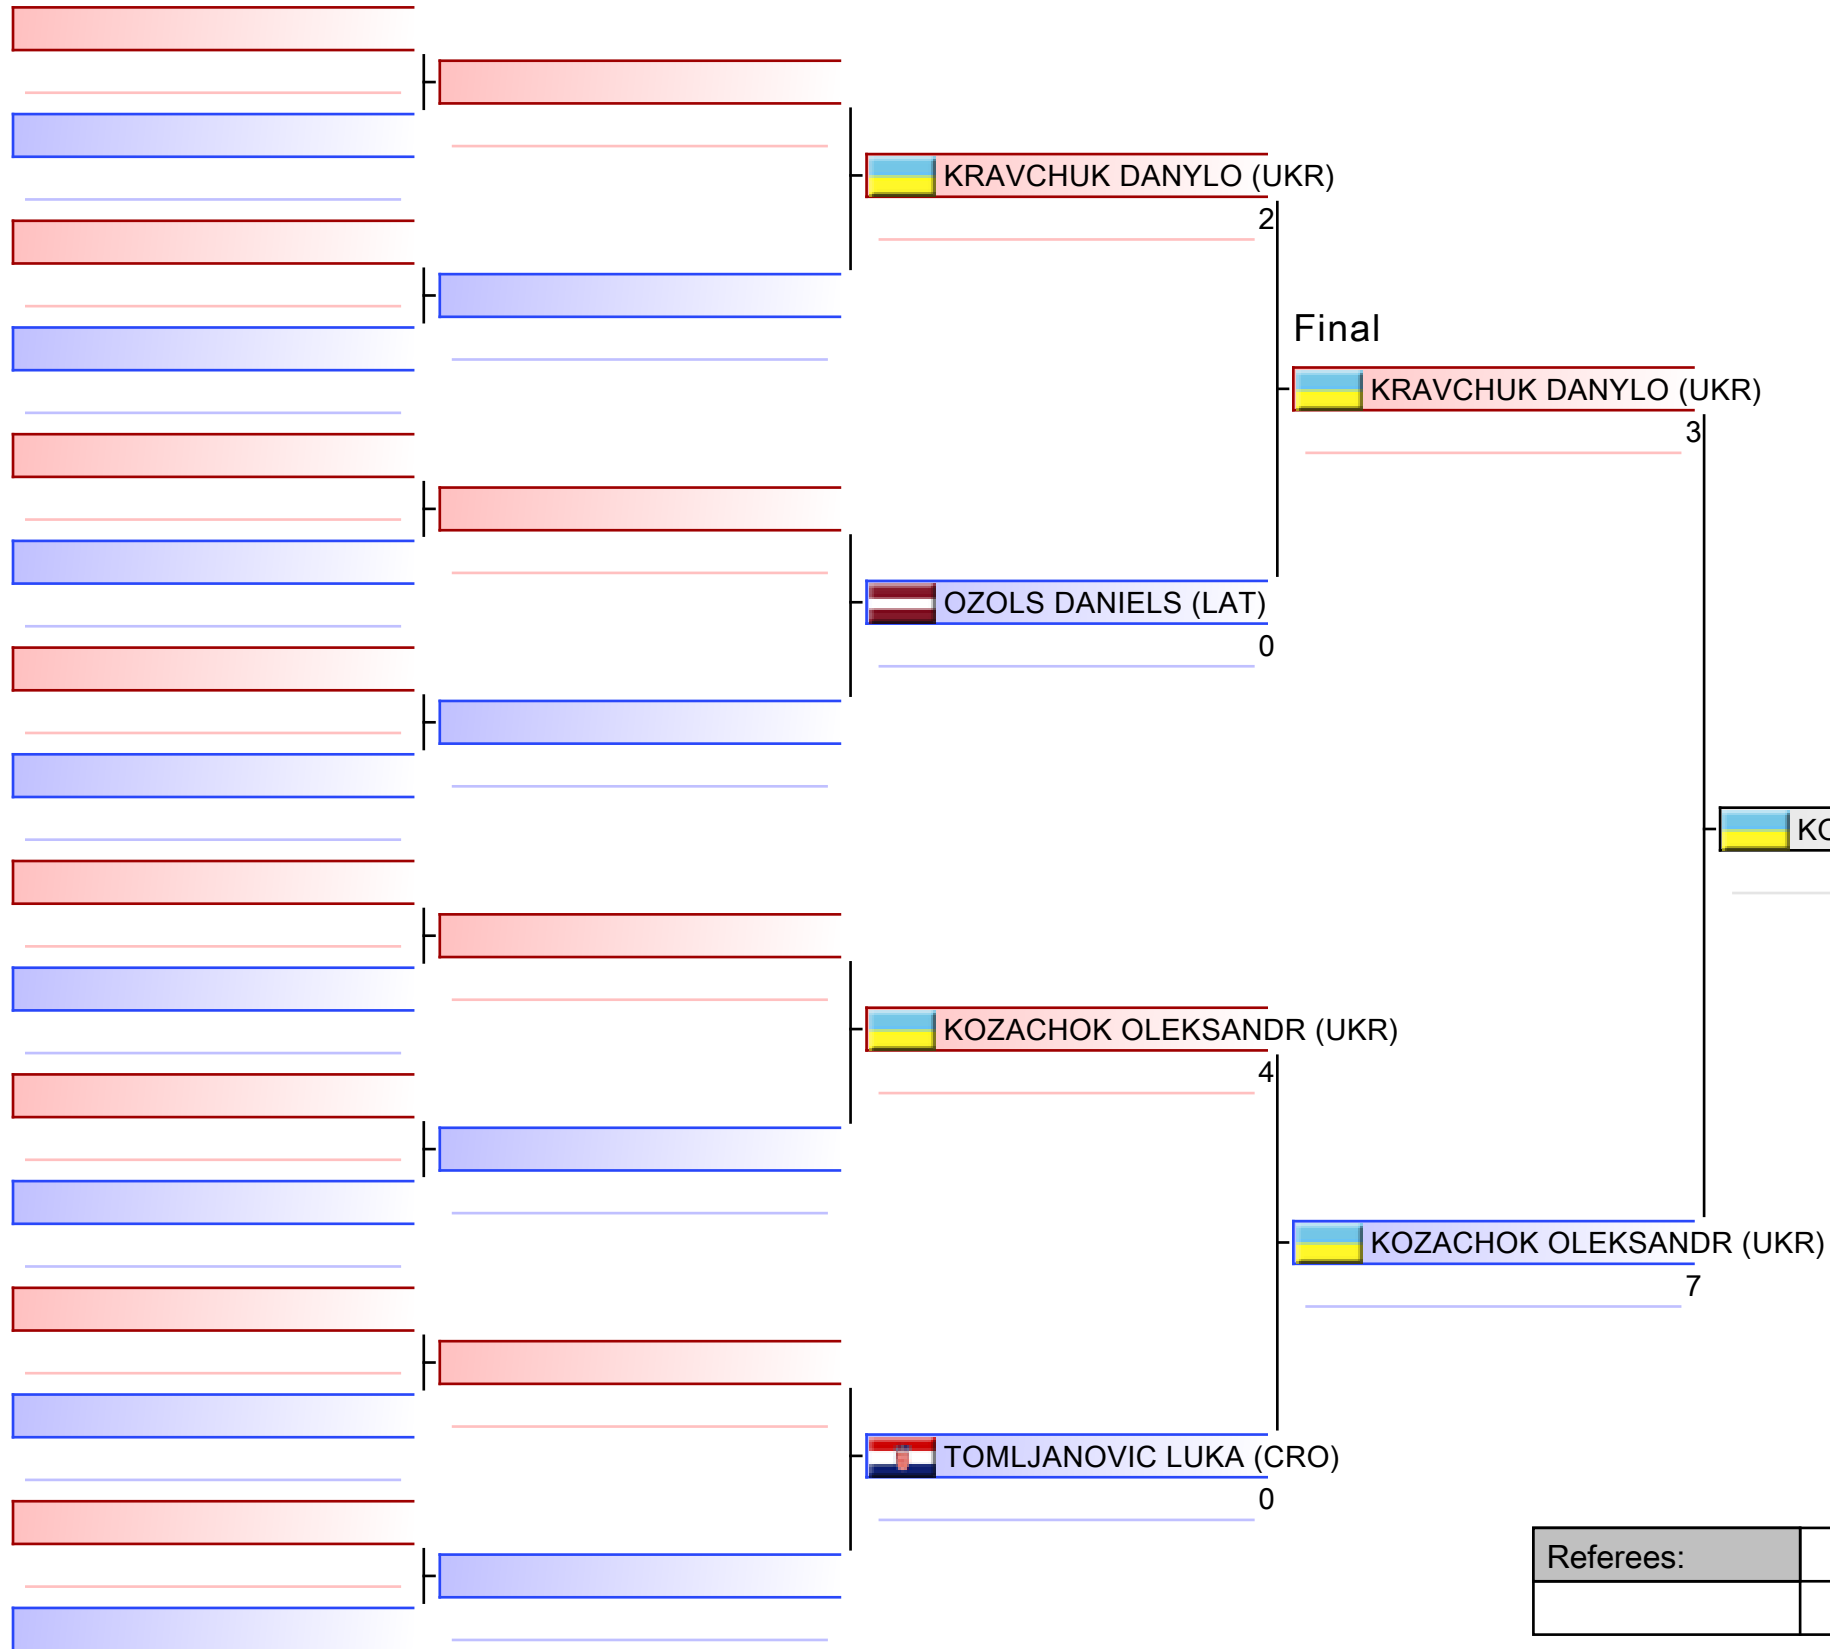 KRAVCHUK DANYLO (UKR)
2
Final
KRAVCHUK DANYLO (UKR)
3
OZOLS DANIELS (LAT)
0
KOZACHOK OLEKSANDR (UKR)
4
KOZACHOK OLEKSANDR (UKR)
7
TOMLJANOVIC LUKA (CRO)
0
Referees: